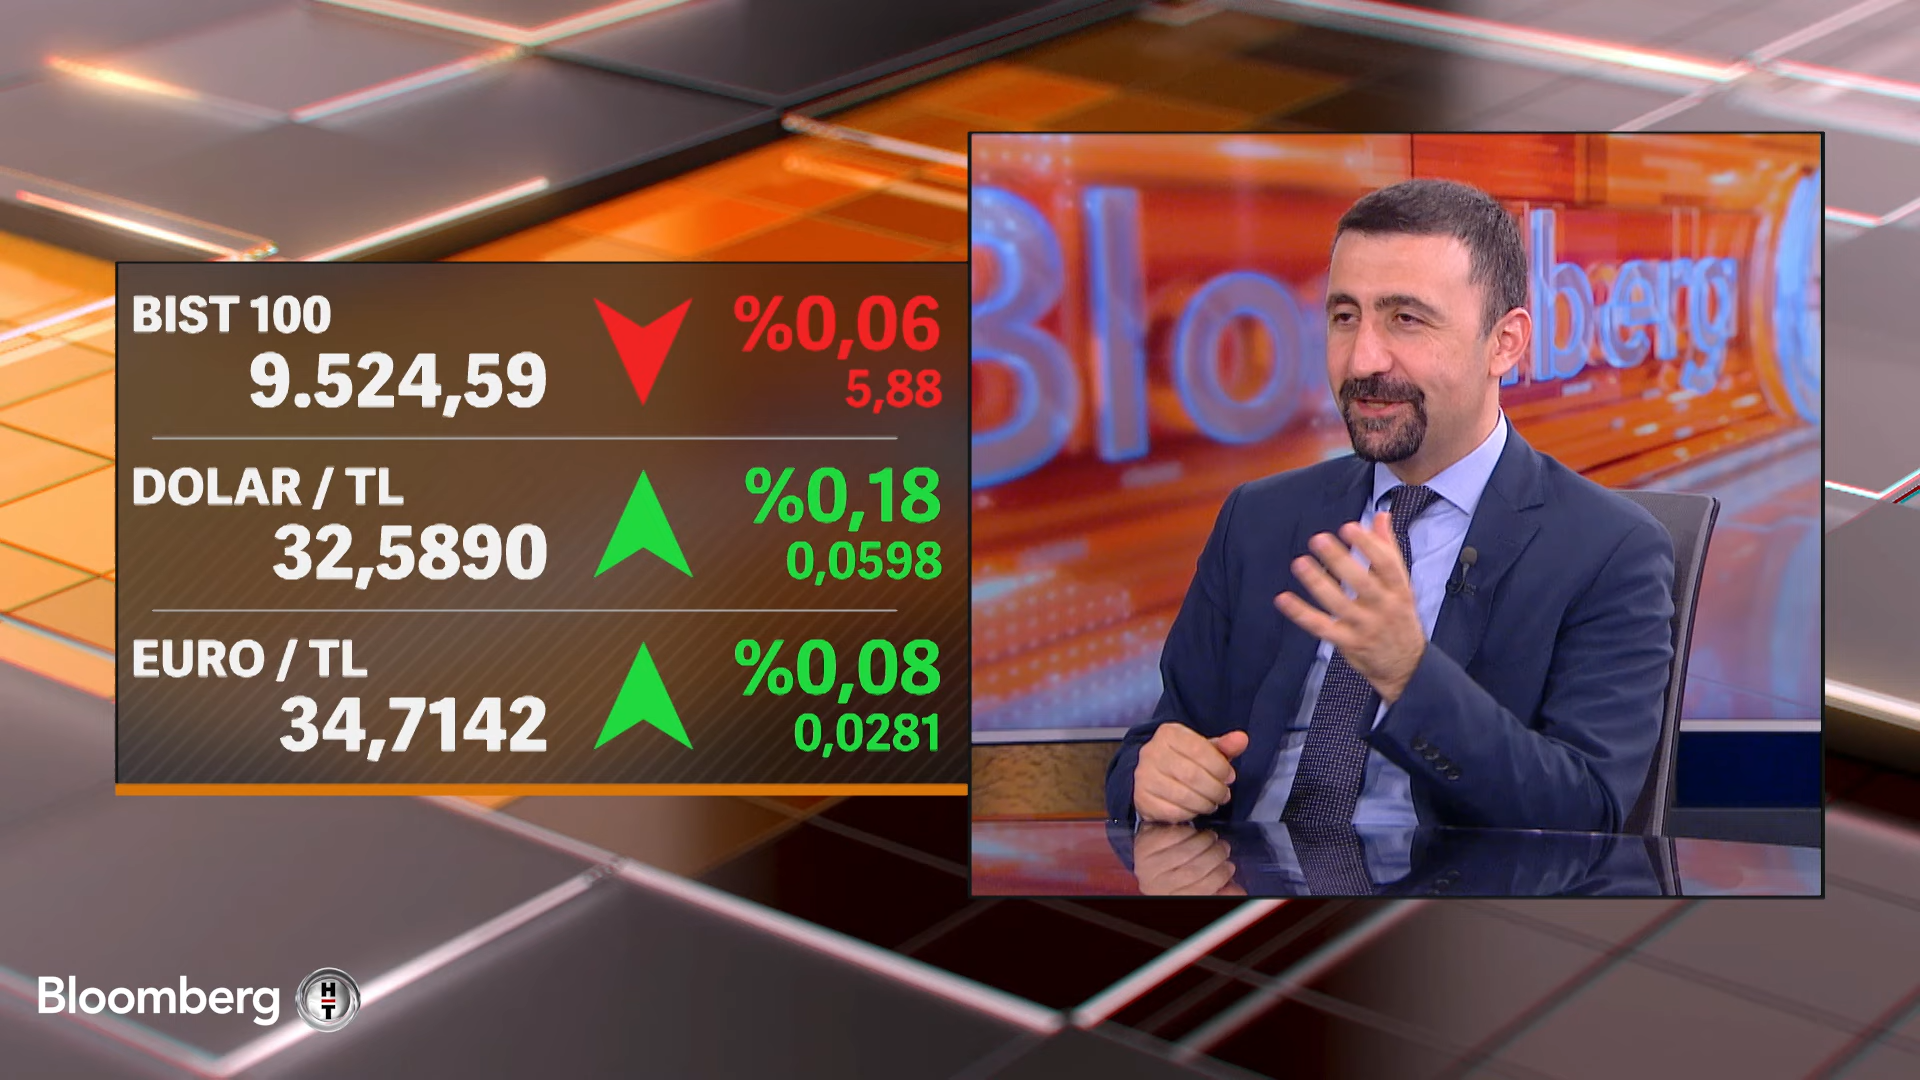 BIST 100
9.524,59
%0,06
5,88
DOLAR / TL
32,5890
%0,18
0,0598
EURO / TL
34,7142
%0,08
0,0281
Bloomberg
Bloomberg HT